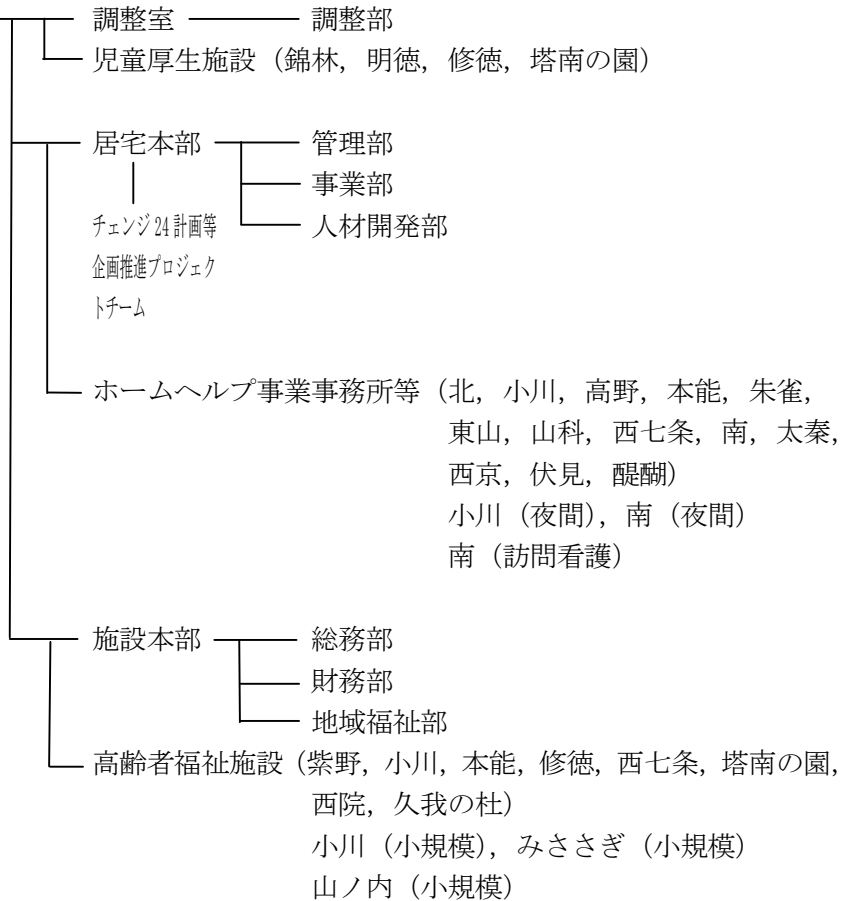 調整室 調整部
児童厚生施設（錦林，明徳，修徳，塔南の園）
居宅本部 管理部
事業部
チェンジ24計画等 人材開発部
企画推進プロジェク
トチーム
ホームヘルプ事業事務所等（北，小川，高野，本能，朱雀，
東山，山科，西七条，南，太秦，
西京，伏見，醍醐）
小川（夜間），南（夜間）
南（訪問看護）
施設本部 総務部
財務部
地域福祉部
高齢者福祉施設（紫野，小川，本能，修徳，西七条，塔南の園，
西院，久我の杜）
小川（小規模），みささぎ（小規模）
山ノ内（小規模）